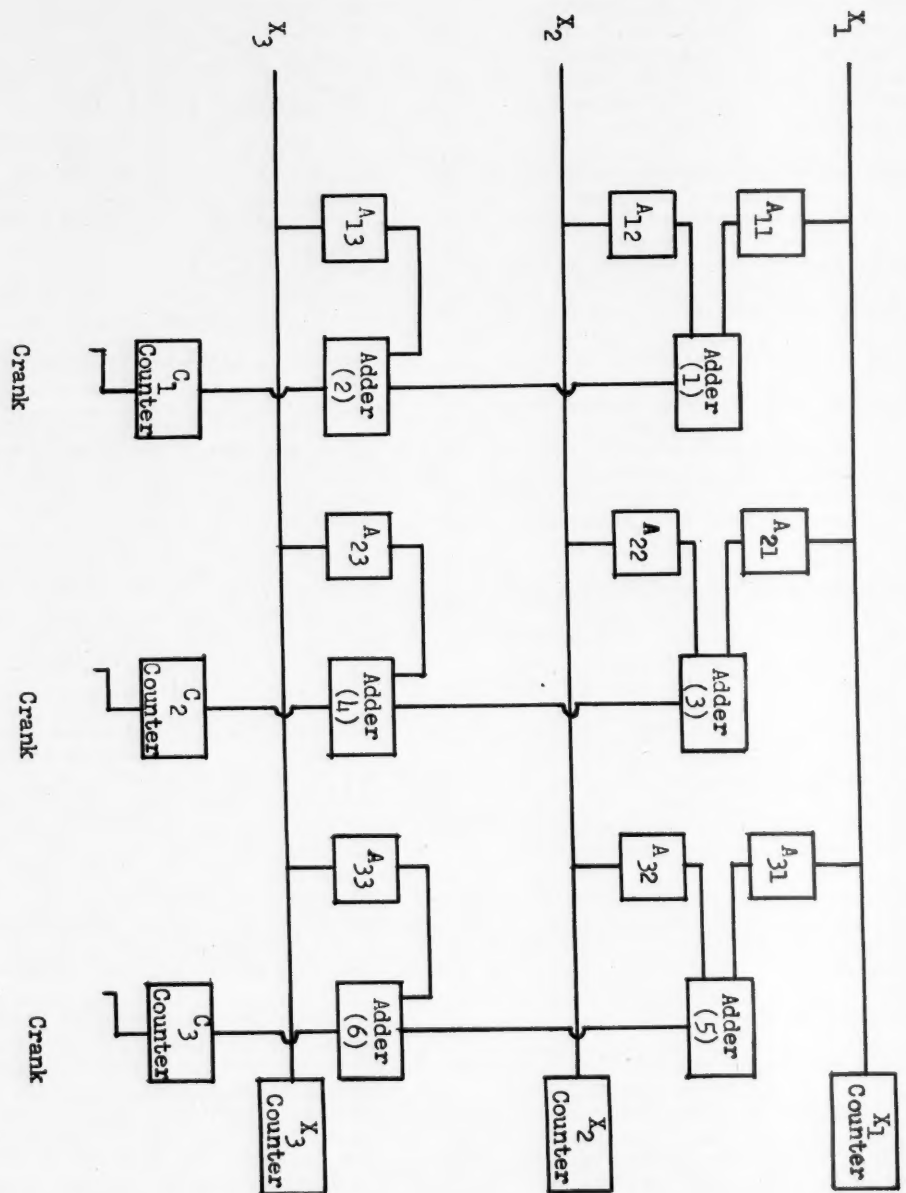 X₁
X₁
Counter
A₁₁
A₂₁
A₃₁
Adder
(1)
Adder
(3)
Adder
(5)
A₁₂
A₂₂
A₃₂
X₂
X₂
Counter
A₁₃
Adder
(2)
A₂₃
Adder
(4)
A₃₃
Adder
(6)
X₃
X₃
Counter
C₁
Counter
C₂
Counter
C₃
Counter
Crank
Crank
Crank